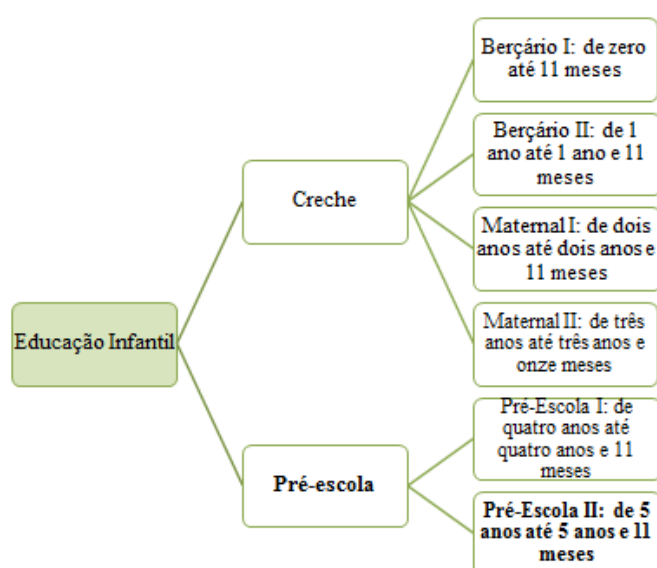 Berçário I: de zero
até 11 meses
Berçário II: de 1
ano até 1 ano e 11
meses
Creche
Maternal I: de dois
anos até dois anos e
11 meses
Educação Infantil
Maternal II: de três
anos até três anos e
onze meses
Pré-Escola I: de
quatro anos até
quatro anos e 11
meses
Pré-escola
Pré-Escola II: de 5
anos até 5 anos e 11
meses